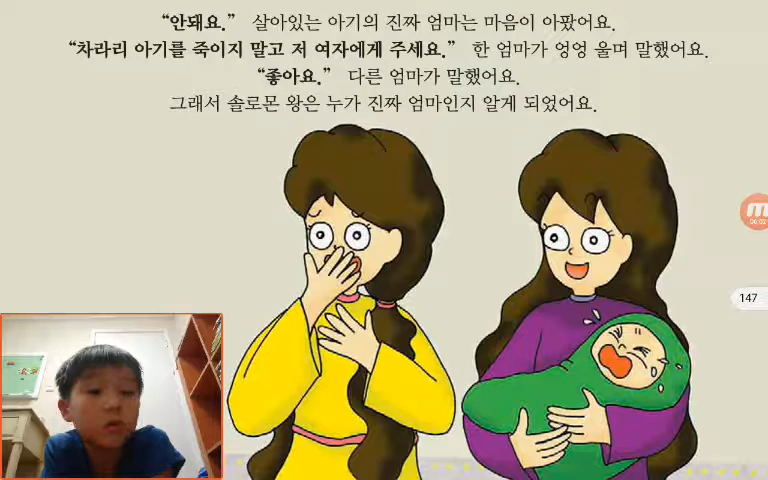 “안돼요.” 살아있는 아기의 진짜 엄마는 마음이 아팠어요.
“차라리 아기를 죽이지 말고 저 여자에게 주세요.” 한 엄마가 엉엉 울며 말했어요.
“좋아요.” 다른 엄마가 말했어요.
그래서 솔로몬 왕은 누가 진짜 엄마인지 알게 되었어요.
147